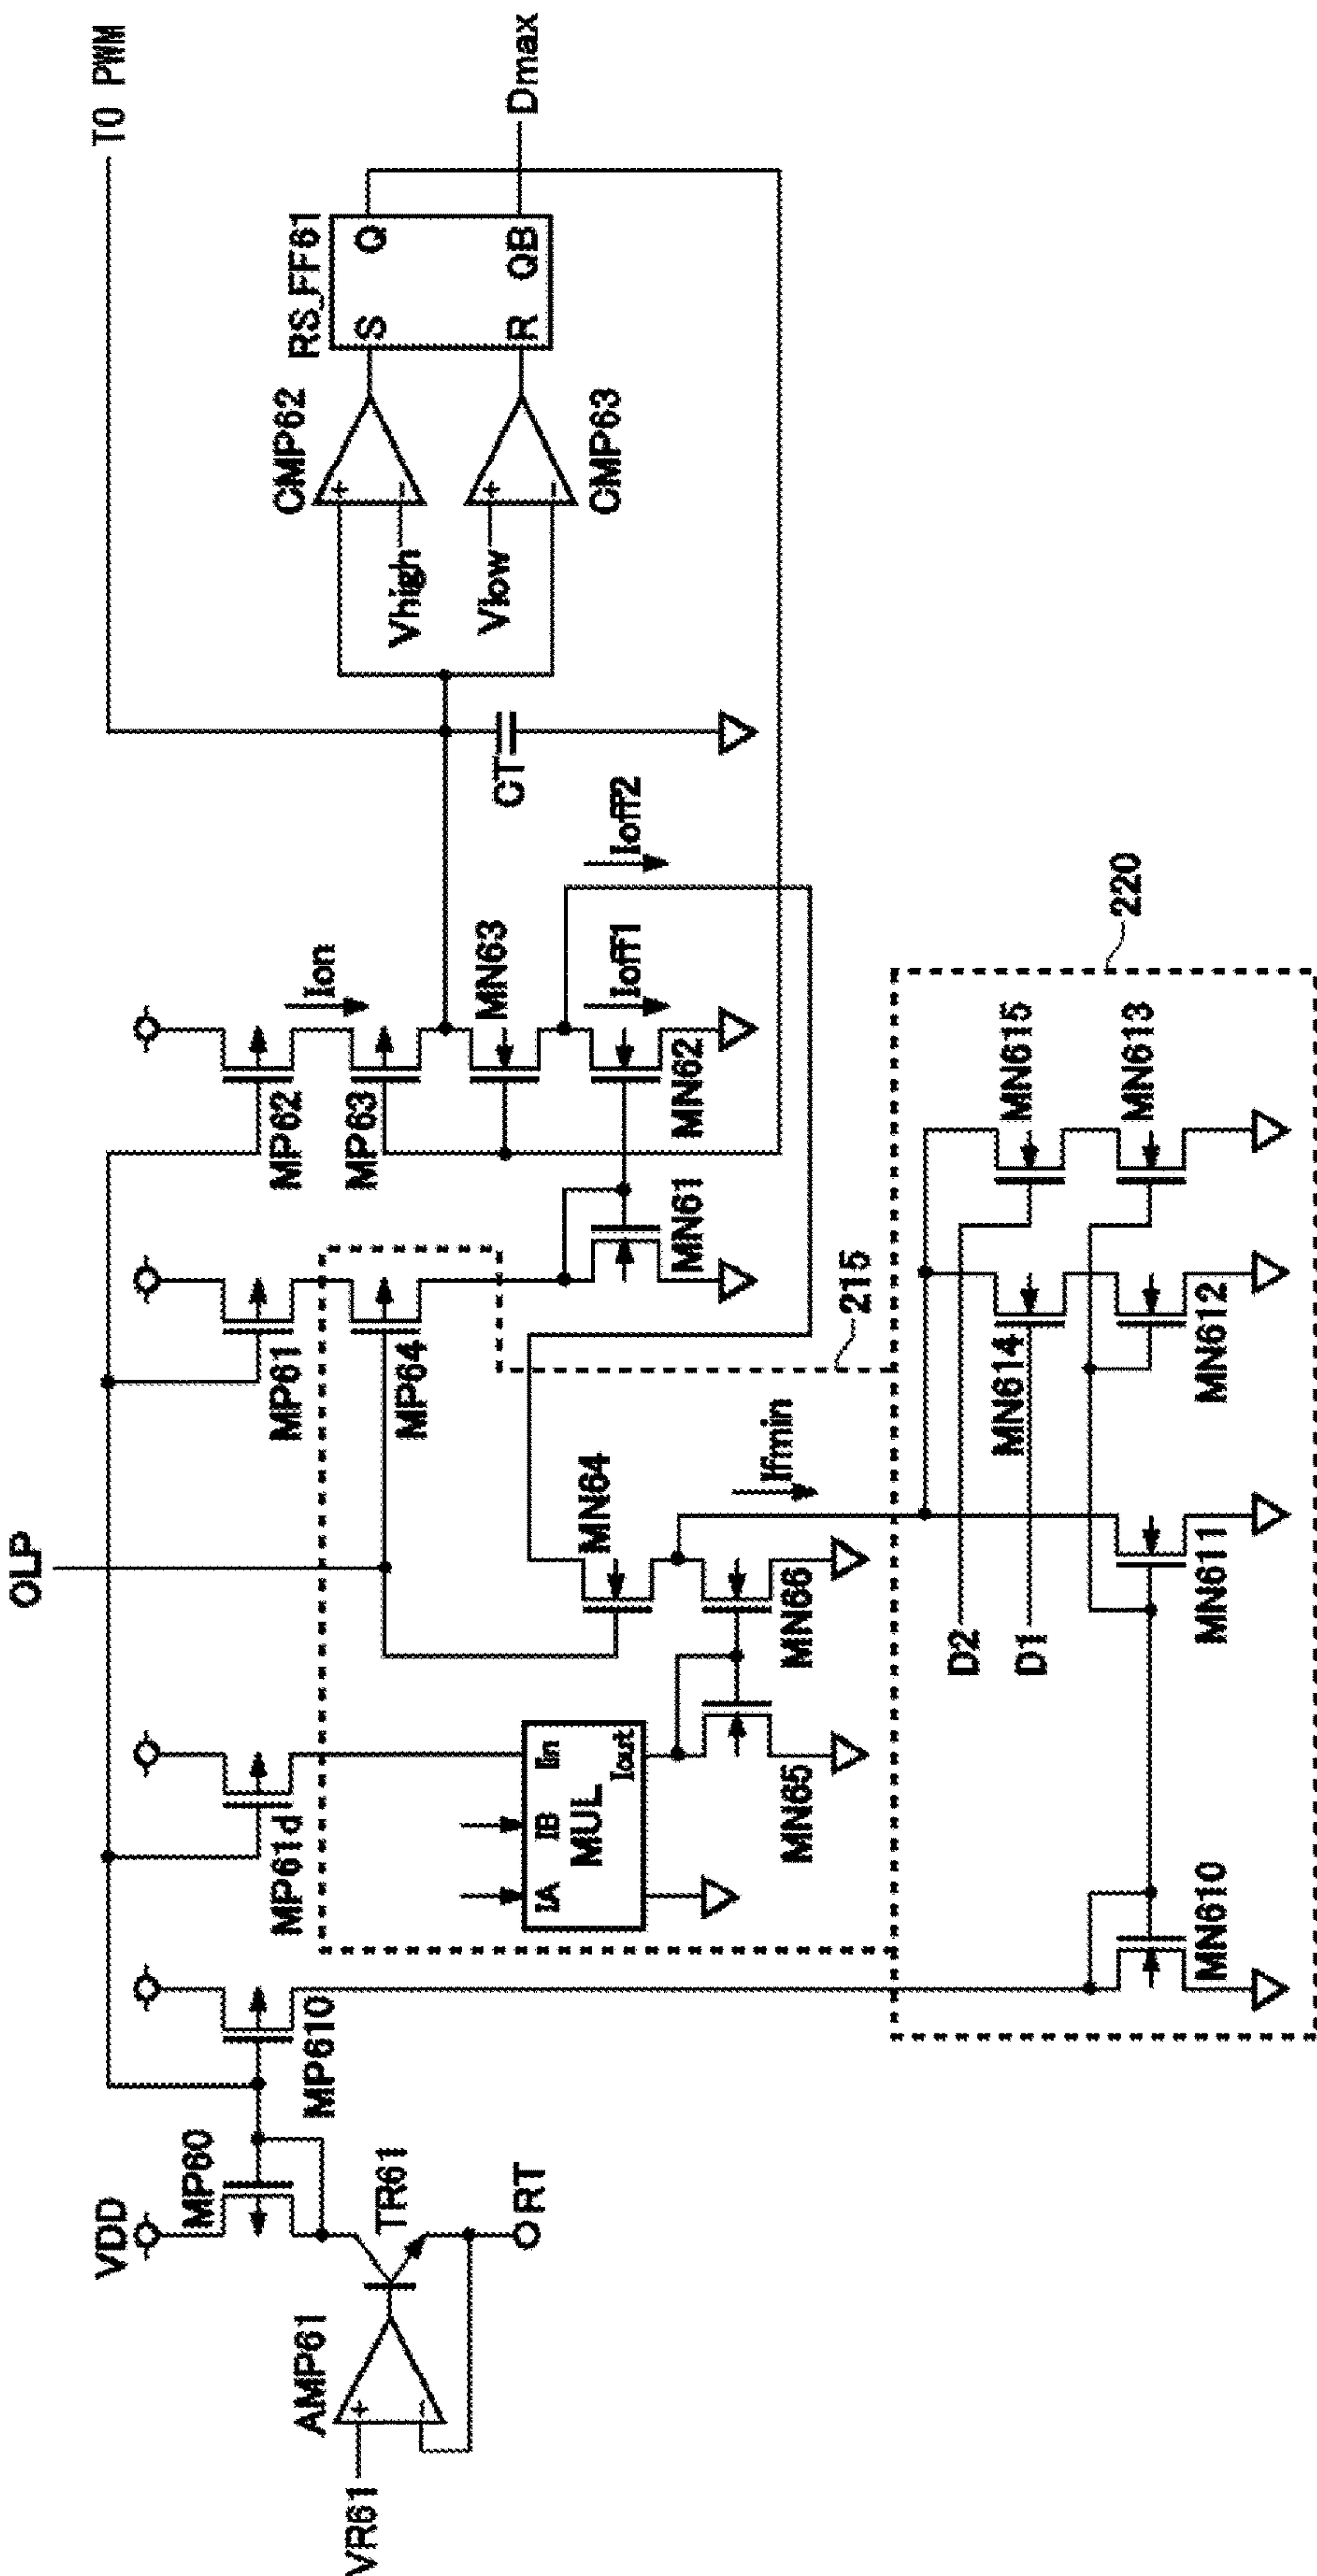 VR61
AMP61
VDD
MP60
TR61
RT
MP610
MP61d
OLP
IA
IB
Iin
MUL
Iout
MN65
MN66
MN64
Ifmin
MP61
MP64
215
MN61
MP62
MP63
Ion
MN63
MN62
Ioff1
Ioff2
CT
TO PWM
Vhigh
Vlow
+
−
CMP62
CMP63
RS_FF61
S
Q
R
QB
Dmax
MN610
D2
D1
MN611
MN614
MN612
MN615
MN613
220